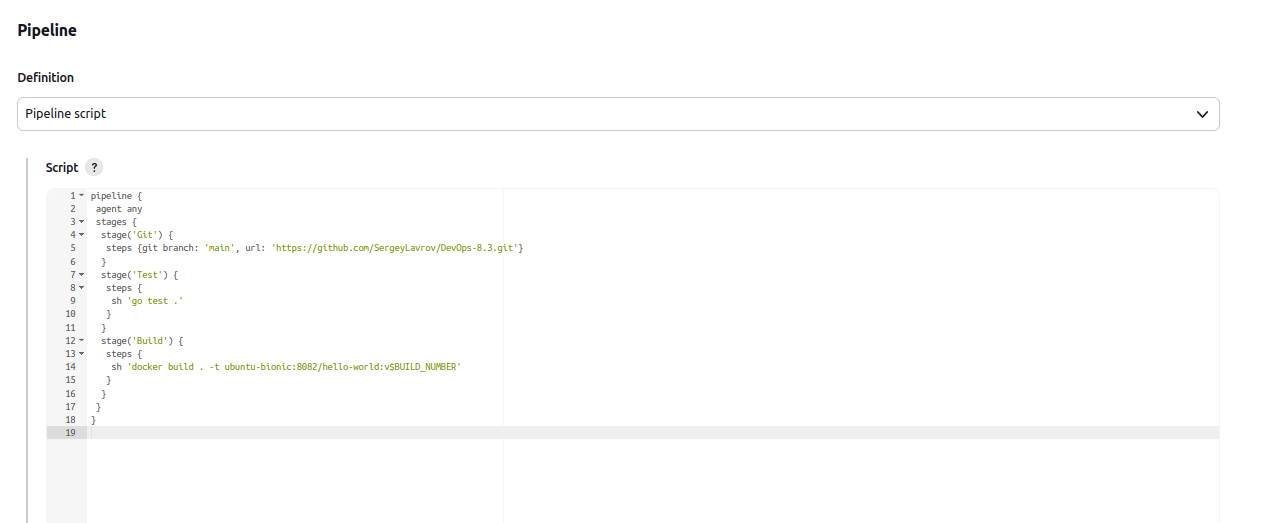 Pipeline
Definition
Pipeline script
Script ?
1 pipeline {
2 agent any
3 stages {
4 stage('Git') {
5 steps {git branch: 'main', url: 'https://github.com/SergeyLavrov/DevOps-8.3.git'}
6 }
7 stage('Test') {
8 steps {
9 sh 'go test .'
10 }
11 }
12 stage('Build') {
13 steps {
14 sh 'docker build . -t ubuntu-bionic:8082/hello-world:v$BUILD_NUMBER'
15 }
16 }
17 }
18 }
19